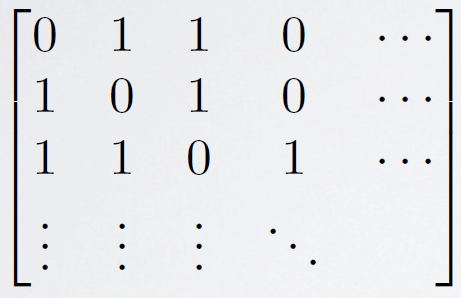 0 1 1 0 ⋯
1 0 1 0 ⋯
1 1 0 1 ⋯
⋮ ⋮ ⋮ ⋱